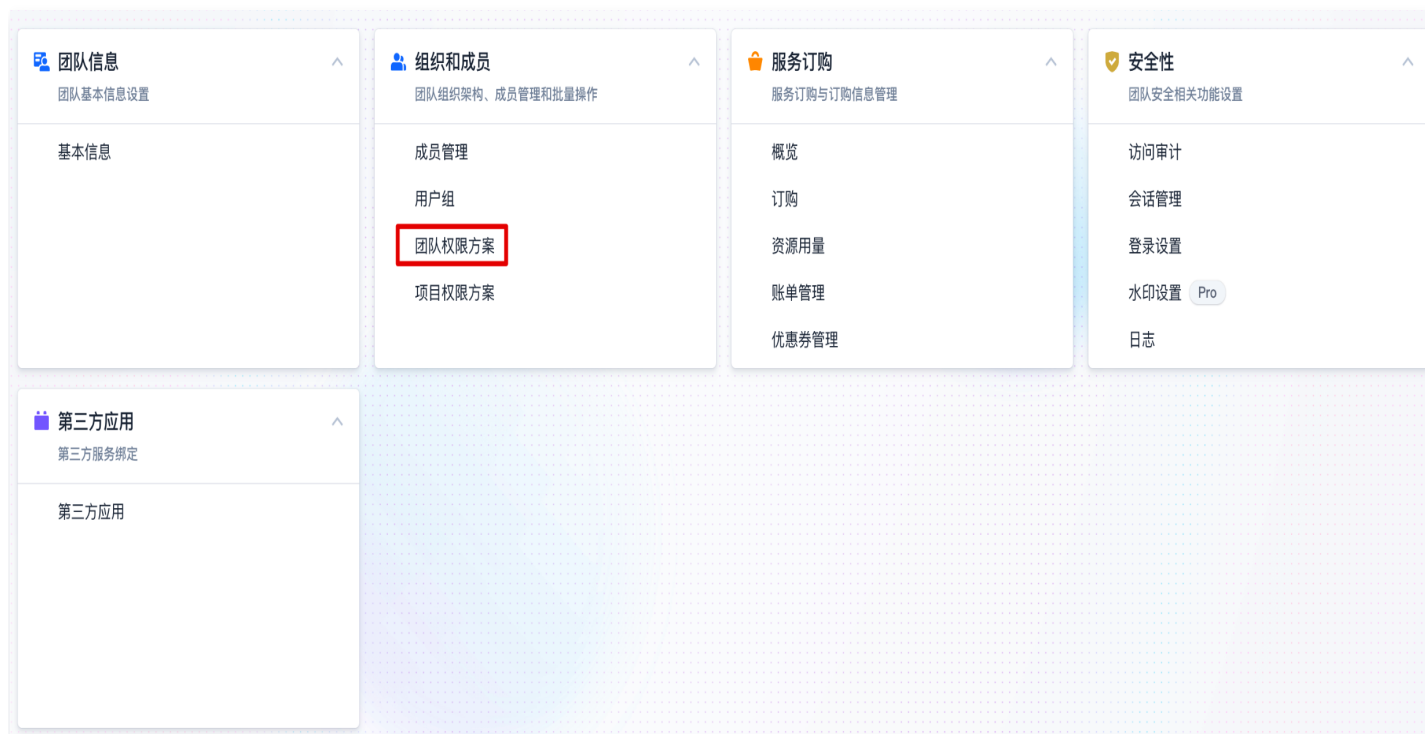 团队信息
团队基本信息设置
基本信息
组织和成员
团队组织架构、成员管理和批量操作
成员管理
用户组
团队权限方案
项目权限方案
服务订购
服务订购与订购信息管理
概览
订购
资源用量
账单管理
优惠券管理
安全性
团队安全相关功能设置
访问审计
会话管理
登录设置
水印设置 Pro
日志
第三方应用
第三方服务绑定
第三方应用